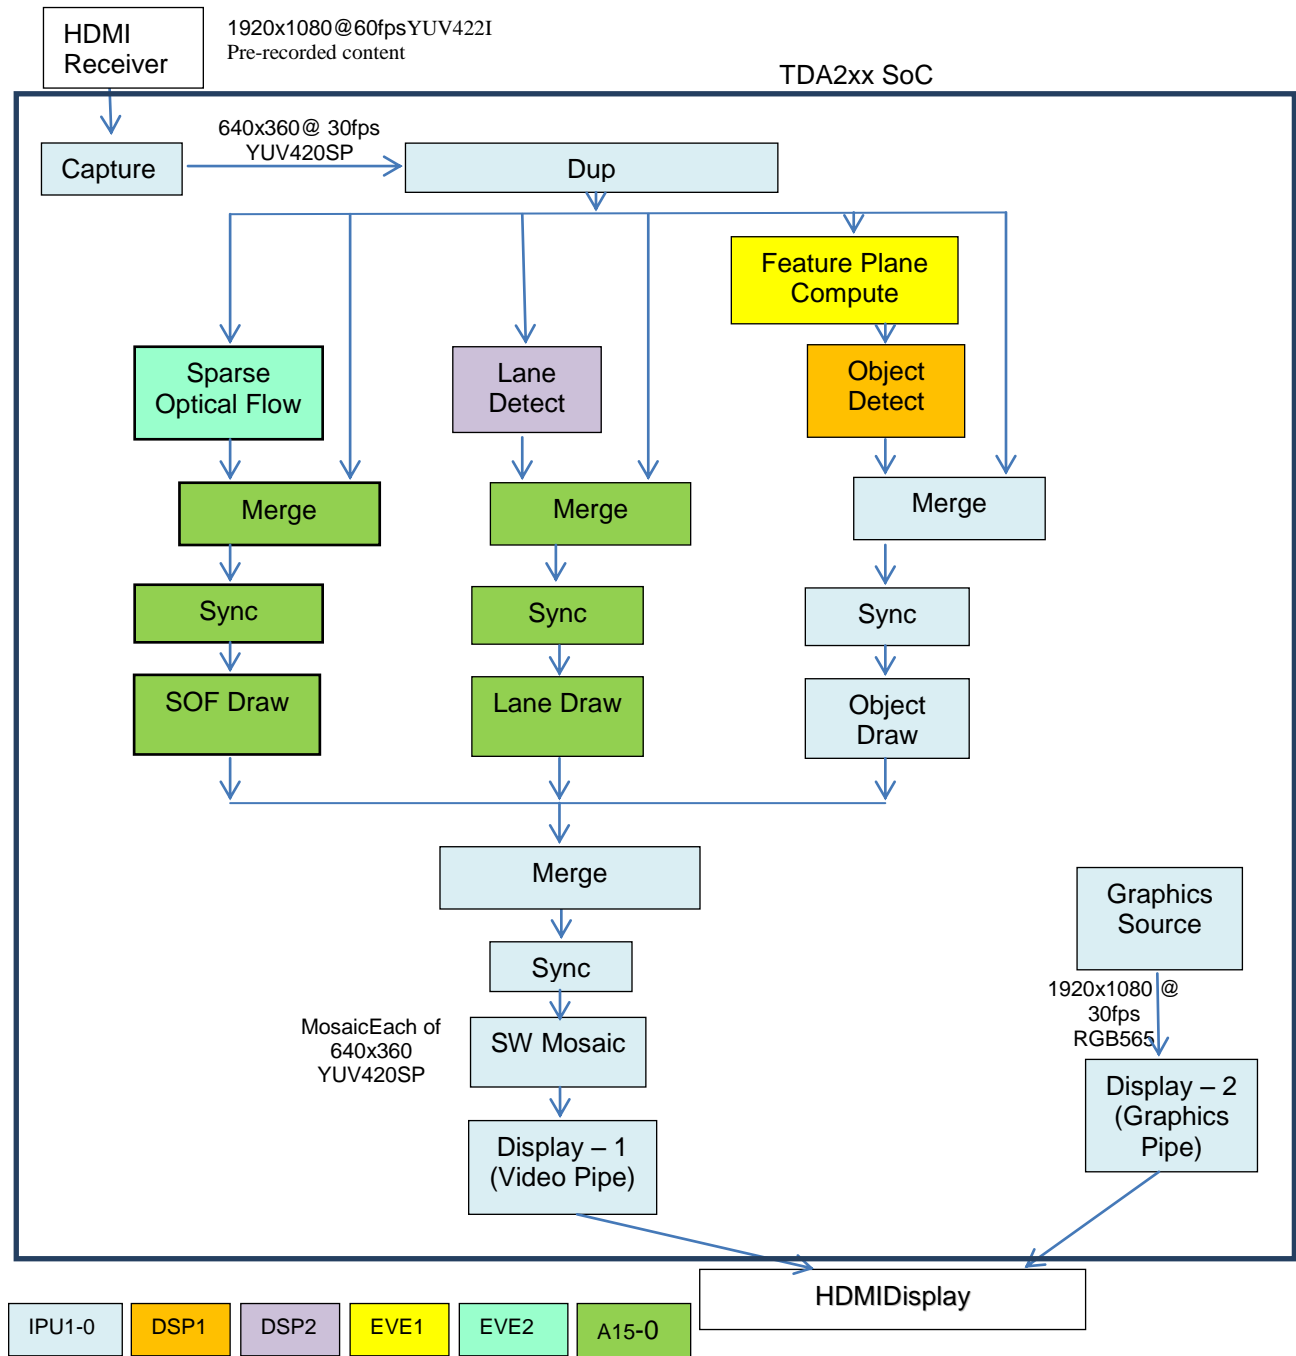 HDMI
Receiver
1920x1080@60fpsYUV422I
Pre-recorded content
TDA2xx SoC
640x360@ 30fps
YUV420SP
Capture
Dup
Feature Plane
Compute
Sparse
Optical Flow
Lane
Detect
Object
Detect
Merge
Merge
Merge
Sync
Sync
Sync
SOF Draw
Lane Draw
Object
Draw
Merge
Graphics
Source
Sync
1920x1080 @
30fps
RGB565
MosaicEach of
640x360
YUV420SP
SW Mosaic
Display – 1
(Video Pipe)
Display – 2
(Graphics
Pipe)
HDMIDisplay
IPU1-0
DSP1
DSP2
EVE1
EVE2
A15-0